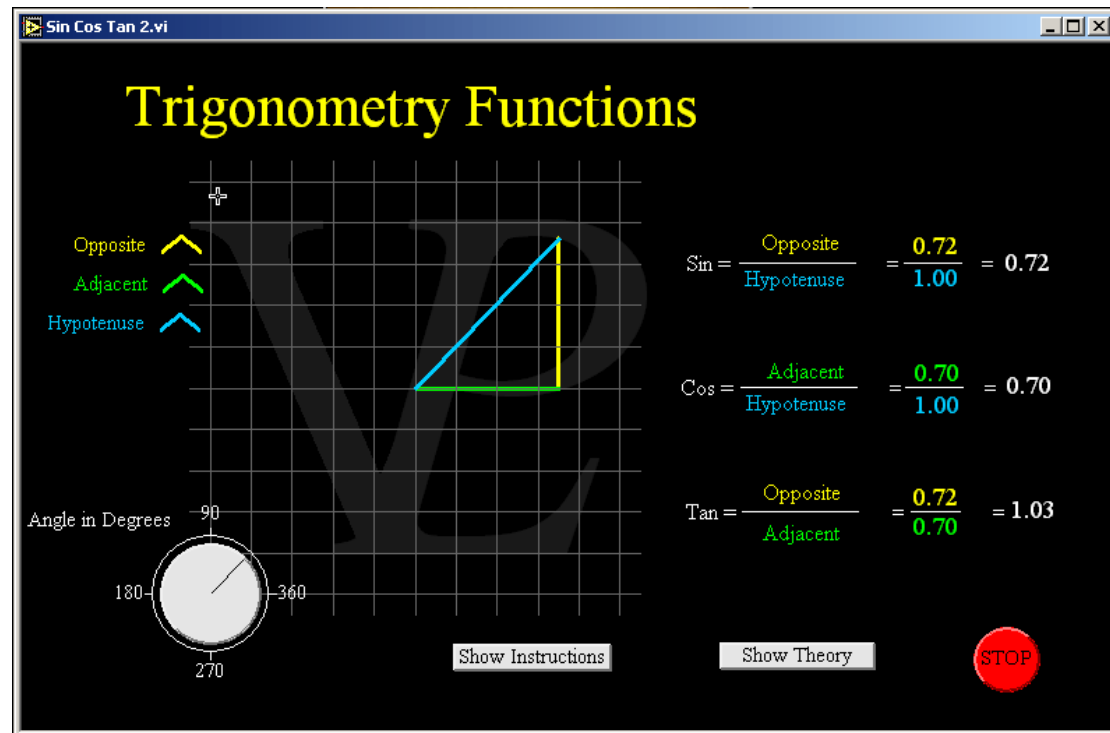 Sin Cos Tan 2.vi
Trigonometry Functions
Opposite
Adjacent
Hypotenuse
Sin = Opposite / Hypotenuse = 0.72 / 1.00 = 0.72
Cos = Adjacent / Hypotenuse = 0.70 / 1.00 = 0.70
Tan = Opposite / Adjacent = 0.72 / 0.70 = 1.03
Angle in Degrees
90
180
360
270
Show Instructions
Show Theory
STOP
VPL